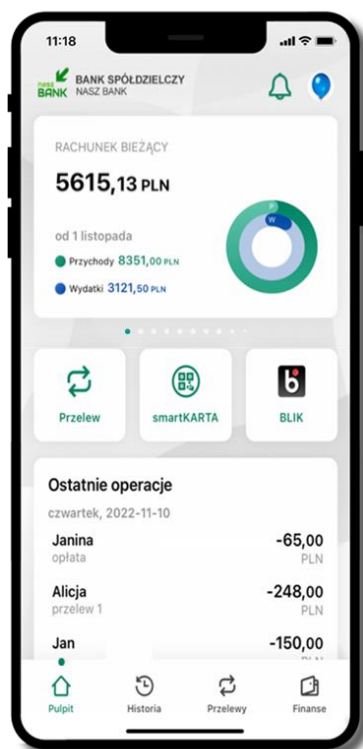 11:18
nasz
BANK
BANK SPÓŁDZIELCZY
NASZ BANK
RACHUNEK BIEŻĄCY
5615,13 PLN
od 1 listopada
Przychody 8351,00 PLN
Wydatki 3121,50 PLN
P
W
Przelew
smartKARTA
BLIK
Ostatnie operacje
czwartek, 2022-11-10
Janina
-65,00
opłata
PLN
Alicja
-248,00
przelew 1
PLN
Jan
-150,00
Pulpit
Historia
Przelewy
Finanse